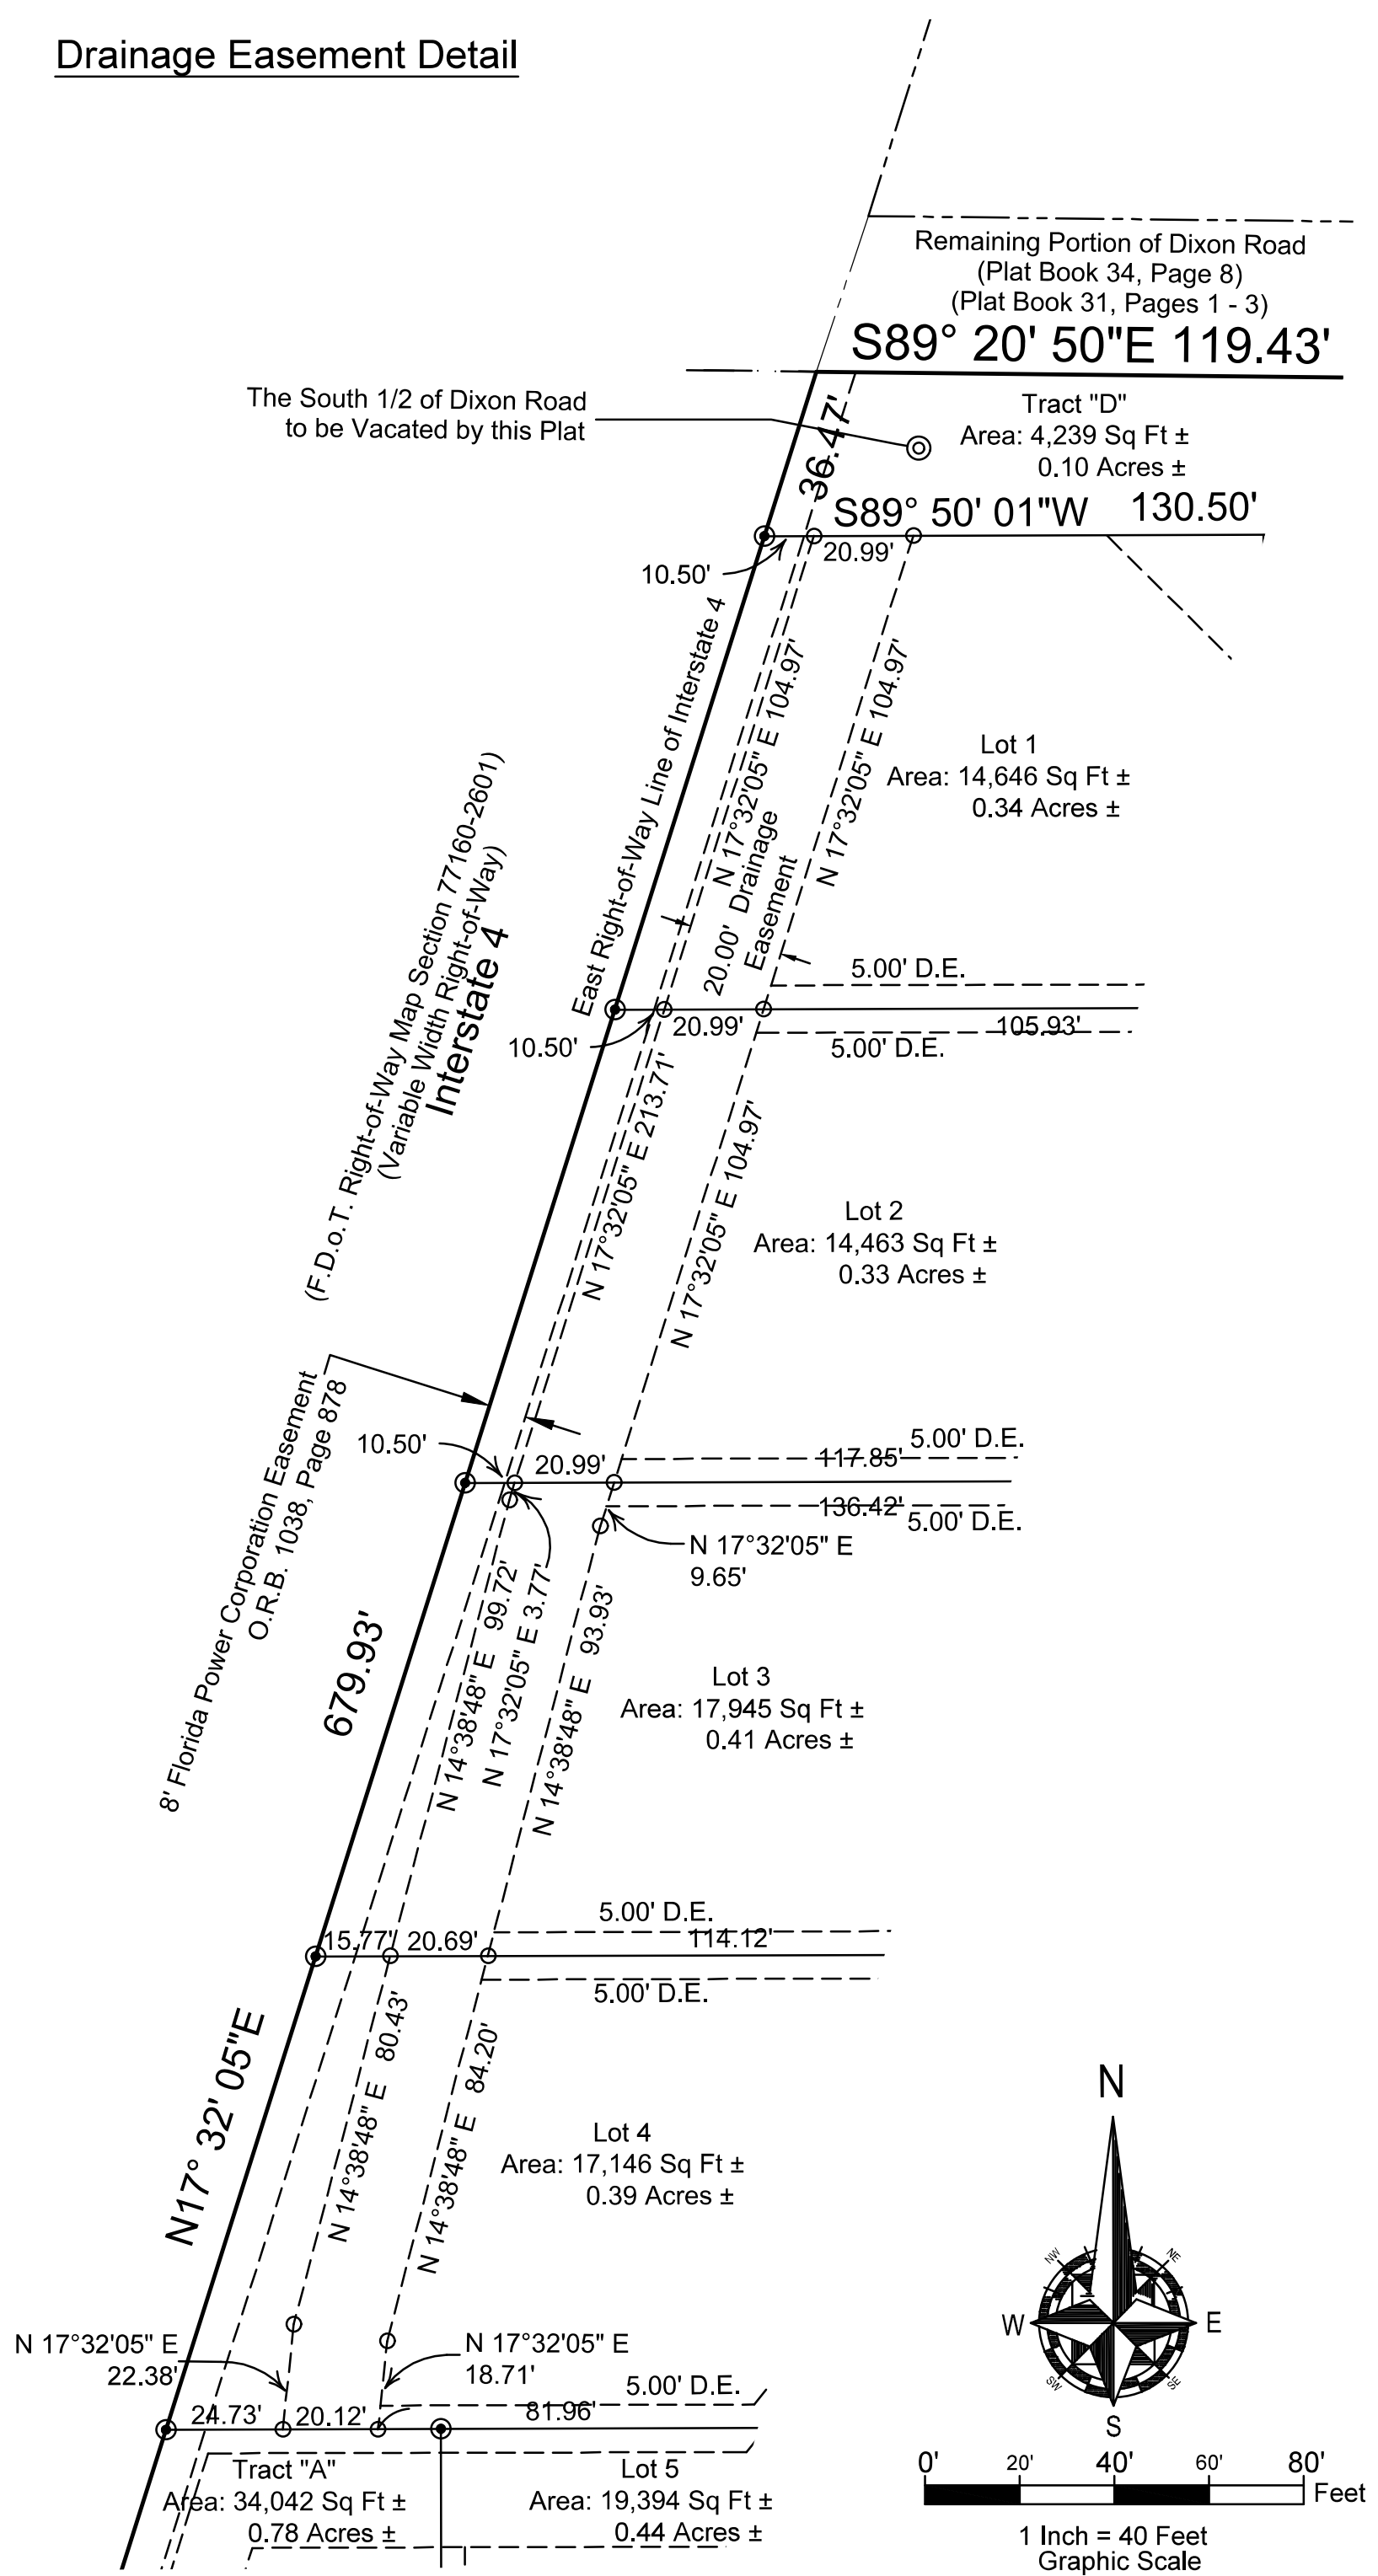 Drainage Easement Detail
Remaining Portion of Dixon Road
(Plat Book 34, Page 8)
(Plat Book 31, Pages 1 - 3)
S89° 20' 50"E 119.43'
The South 1/2 of Dixon Road
to be Vacated by this Plat
36.47'
Tract "D"
Area: 4,239 Sq Ft ±
0.10 Acres ±
S89° 50' 01"W 130.50'
20.99'
10.50'
East Right-of-Way Line of Interstate 4
N 17°32'05" E 104.97'
N 17°32'05" E 104.97'
20.00' Drainage
Easement
Lot 1
Area: 14,646 Sq Ft ±
0.34 Acres ±
(F.D.o.T. Right-of-Way Map Section 77160-2601)
(Variable Width Right-of-Way)
Interstate 4
5.00' D.E.
20.99'
105.93'
10.50'
5.00' D.E.
N 17°32'05" E 213.71'
N 17°32'05" E 104.97'
Lot 2
Area: 14,463 Sq Ft ±
0.33 Acres ±
8' Florida Power Corporation Easement
O.R.B. 1038, Page 878
10.50'
20.99'
117.85'
5.00' D.E.
136.42'
5.00' D.E.
N 17°32'05" E
9.65'
N 14°38'48" E 99.72'
N 17°32'05" E 3.77'
N 14°38'48" E 93.93'
679.93'
Lot 3
Area: 17,945 Sq Ft ±
0.41 Acres ±
5.00' D.E.
15.77'
20.69'
114.12'
5.00' D.E.
N17° 32' 05"E
N 14°38'48" E 80.43'
N 14°38'48" E 84.20'
Lot 4
Area: 17,146 Sq Ft ±
0.39 Acres ±
N 17°32'05" E
22.38'
N 17°32'05" E
18.71'
5.00' D.E.
24.73'
20.12'
81.96'
Tract "A"
Area: 34,042 Sq Ft ±
0.78 Acres ±
Lot 5
Area: 19,394 Sq Ft ±
0.44 Acres ±
N
NW
NE
W
E
SW
SE
S
0' 20' 40' 60' 80'
Feet
1 Inch = 40 Feet
Graphic Scale